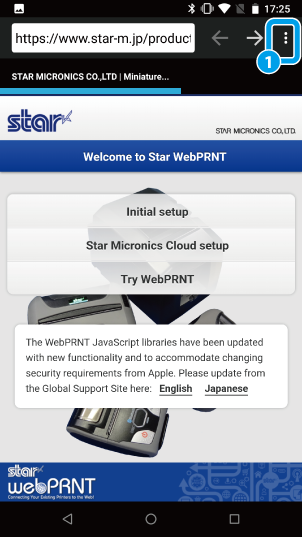 17:25
https://www.star-m.jp/product
1
STAR MICRONICS CO.,LTD | Miniature...
star
STAR MICRONICS CO., LTD.
Welcome to Star WebPRNT
Initial setup
Star Micronics Cloud setup
Try WebPRNT
The WebPRNT JavaScript libraries have been updated
with new functionality and to accommodate changing
security requirements from Apple. Please update from
the Global Support Site here: English Japanese
star
webPRNT
Connecting Your Existing Printers to the Web!